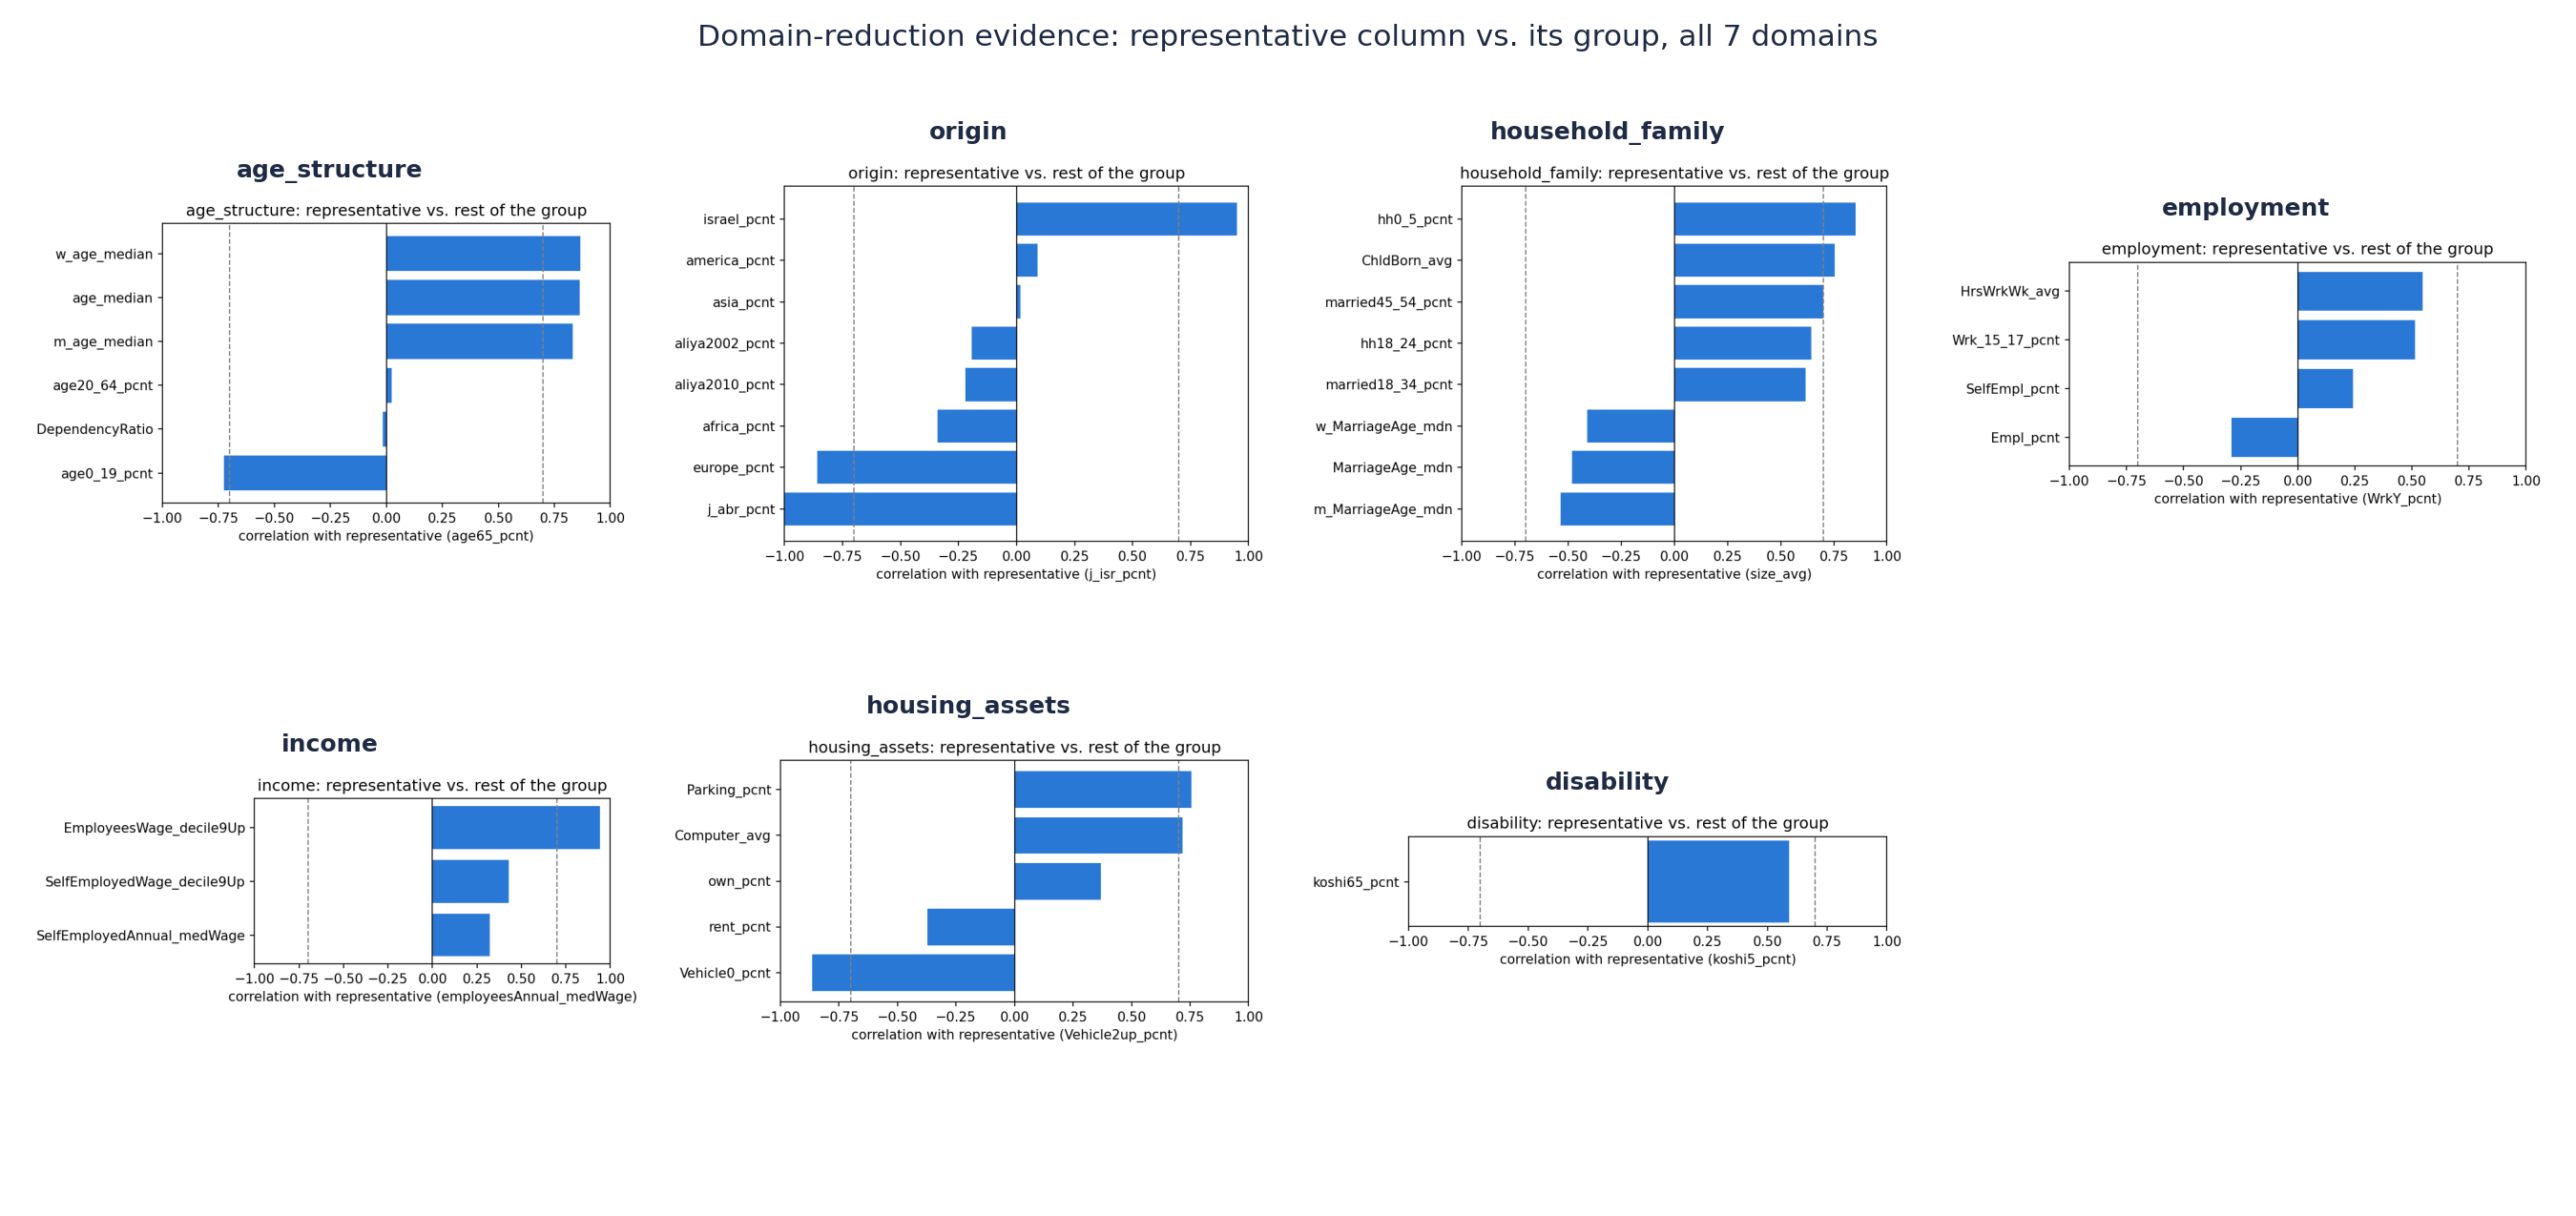 Domain-reduction evidence: representative column vs. its group, all 7 domains
age_structure
age_structure: representative vs. rest of the group
w_age_median
age_median
m_age_median
age20_64_pcnt
DependencyRatio
age0_19_pcnt
−1.00 −0.75 −0.50 −0.25 0.00 0.25 0.50 0.75 1.00
correlation with representative (age65_pcnt)
origin
origin: representative vs. rest of the group
israel_pcnt
america_pcnt
asia_pcnt
aliya2002_pcnt
aliya2010_pcnt
africa_pcnt
europe_pcnt
j_abr_pcnt
−1.00 −0.75 −0.50 −0.25 0.00 0.25 0.50 0.75 1.00
correlation with representative (j_isr_pcnt)
household_family
household_family: representative vs. rest of the group
hh0_5_pcnt
ChldBorn_avg
married45_54_pcnt
hh18_24_pcnt
married18_34_pcnt
w_MarriageAge_mdn
MarriageAge_mdn
m_MarriageAge_mdn
−1.00 −0.75 −0.50 −0.25 0.00 0.25 0.50 0.75 1.00
correlation with representative (size_avg)
employment
employment: representative vs. rest of the group
HrsWrkWk_avg
Wrk_15_17_pcnt
SelfEmpl_pcnt
Empl_pcnt
−1.00 −0.75 −0.50 −0.25 0.00 0.25 0.50 0.75 1.00
correlation with representative (WrkY_pcnt)
income
income: representative vs. rest of the group
EmployeesWage_decile9Up
SelfEmployedWage_decile9Up
SelfEmployedAnnual_medWage
−1.00 −0.75 −0.50 −0.25 0.00 0.25 0.50 0.75 1.00
correlation with representative (employeesAnnual_medWage)
housing_assets
housing_assets: representative vs. rest of the group
Parking_pcnt
Computer_avg
own_pcnt
rent_pcnt
Vehicle0_pcnt
−1.00 −0.75 −0.50 −0.25 0.00 0.25 0.50 0.75 1.00
correlation with representative (Vehicle2up_pcnt)
disability
disability: representative vs. rest of the group
koshi65_pcnt
−1.00 −0.75 −0.50 −0.25 0.00 0.25 0.50 0.75 1.00
correlation with representative (koshi5_pcnt)